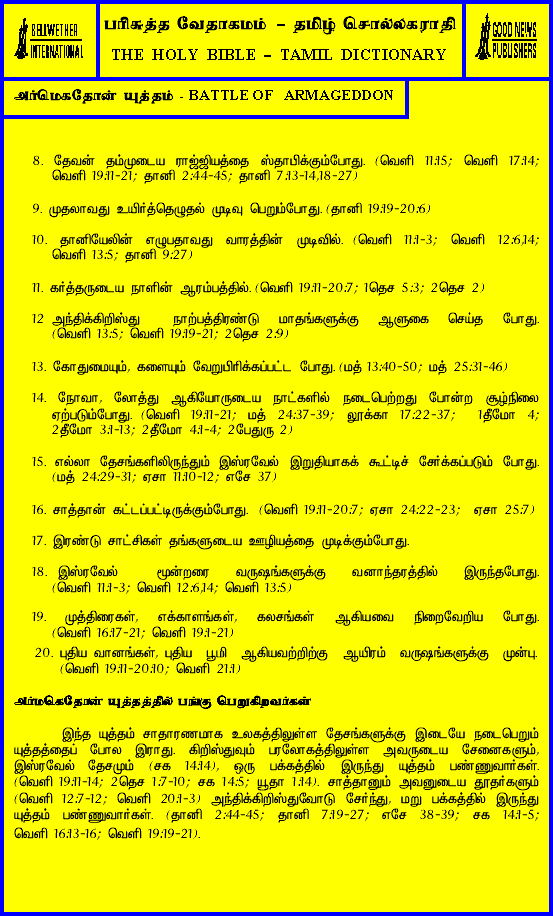 BELLWETHER
INTERNATIONAL
பரிசுத்த வேதாகமம் – தமிழ் சொல்லகராதி
THE HOLY BIBLE – TAMIL DICTIONARY
GOOD NEWS
PUBLISHERS
அர்மெகதோன் யுத்தம் - BATTLE OF ARMAGEDDON
8. தேவன் தம்முடைய ராஜ்ஜியத்தை ஸ்தாபிக்கும்போது. (வெளி 11:15; வெளி 17:14;
வெளி 19:11-21; தானி 2:44-45; தானி 7:13-14,18-27)
9. முதலாவது உயிர்த்தெழுதல் முடிவு பெறும்போது. (தானி 19:19-20:6)
10. தானியேலின் எழுபதாவது வாரத்தின் முடிவில். (வெளி 11:1-3; வெளி 12:6,14;
வெளி 13:5; தானி 9:27)
11. கர்த்தருடைய நாளின் ஆரம்பத்தில். (வெளி 19:11-20:7; 1தெச 5:3; 2தெச 2)
12 அந்திக்கிறிஸ்து நாற்பத்திரண்டு மாதங்களுக்கு ஆளுகை செய்த போது.
(வெளி 13:5; வெளி 19:19-21; 2தெச 2:9)
13. கோதுமையும், களையும் வேறுபிரிக்கப்பட்ட போது. (மத் 13:40-50; மத் 25:31-46)
14. நோவா, லோத்து ஆகியோருடைய நாட்களில் நடைபெற்றது போன்ற சூழ்நிலை
ஏற்படும்போது. (வெளி 19:11-21; மத் 24:37-39; லூக்கா 17:22-37; 1தீமோ 4;
2தீமோ 3:1-13; 2தீமோ 4:1-4; 2பேதுரு 2)
15. எல்லா தேசங்களிலிருந்தும் இஸ்ரவேல் இறுதியாகக் கூட்டிச் சேர்க்கப்படும் போது.
(மத் 24:29-31; ஏசா 11:10-12; எசே 37)
16. சாத்தான் கட்டப்பட்டிருக்கும்போது. (வெளி 19:11-20:7; ஏசா 24:22-23; ஏசா 25:7)
17. இரண்டு சாட்சிகள் தங்களுடைய ஊழியத்தை முடிக்கும்போது.
18. இஸ்ரவேல் மூன்றரை வருஷங்களுக்கு வனாந்தரத்தில் இருந்தபோது.
(வெளி 11:1-3; வெளி 12:6,14; வெளி 13:5)
19. முத்திரைகள், எக்காளங்கள், கலசங்கள் ஆகியவை நிறைவேறிய போது.
(வெளி 16:17-21; வெளி 19:1-21)
20. புதிய வானங்கள், புதிய பூமி ஆகியவற்றிற்கு ஆயிரம் வருஷங்களுக்கு முன்பு.
(வெளி 19:11-20:10; வெளி 21:1)
அர்மகெதோன் யுத்தத்தில் பங்கு பெறுகிறவர்கள்
இந்த யுத்தம் சாதாரணமாக உலகத்திலுள்ள தேசங்களுக்கு இடையே நடைபெறும்
யுத்தத்தைப் போல இராது. கிறிஸ்துவும் பரலோகத்திலுள்ள அவருடைய சேனைகளும்,
இஸ்ரவேல் தேசமும் (சக 14:14), ஒரு பக்கத்தில் இருந்து யுத்தம் பண்ணுவார்கள்.
(வெளி 19:11-14; 2தெச 1:7-10; சக 14:5; யூதா 1:14). சாத்தானும் அவனுடைய தூதர்களும்
(வெளி 12:7-12; வெளி 20:1-3) அந்திக்கிறிஸ்துவோடு சேர்ந்து, மறு பக்கத்தில் இருந்து
யுத்தம் பண்ணுவார்கள். (தானி 2:44-45; தானி 7:19-27; எசே 38-39; சக 14:1-5;
வெளி 16:13-16; வெளி 19:19-21).